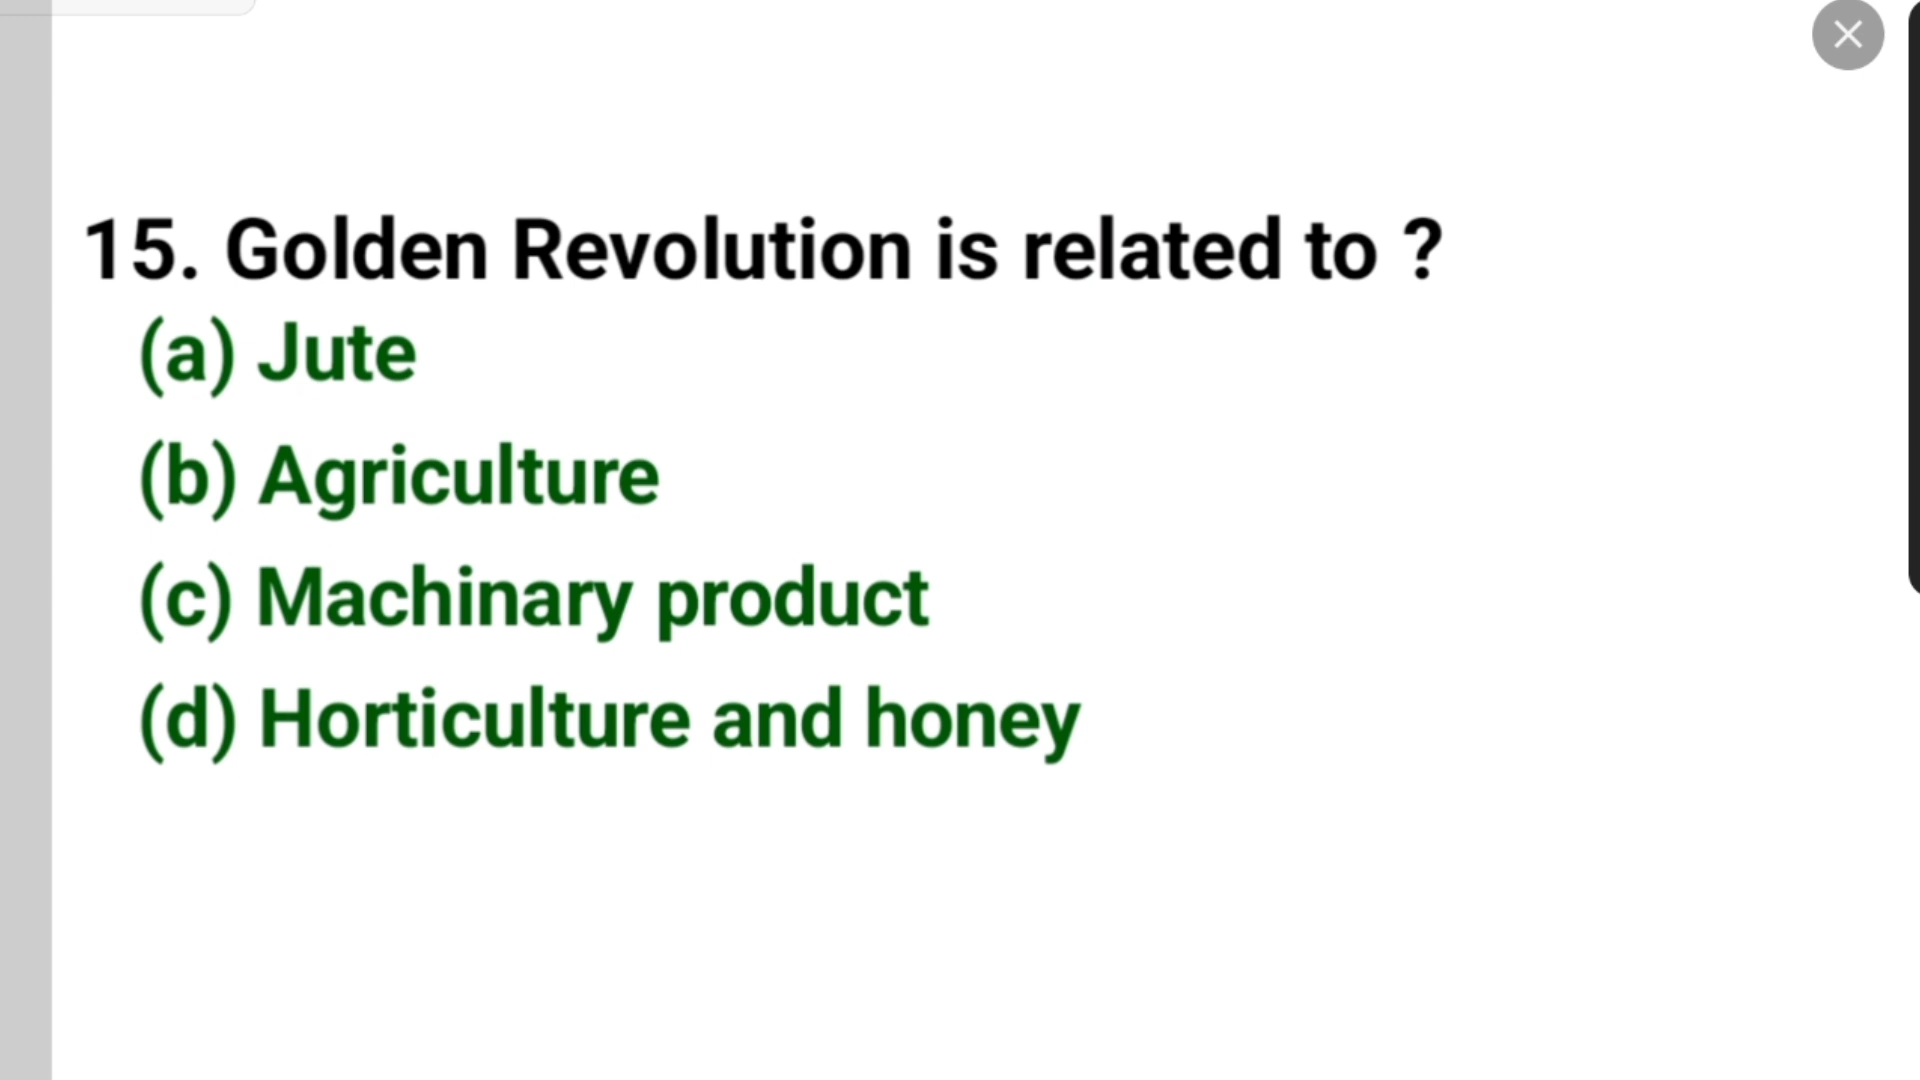 15. Golden Revolution is related to ?
(a) Jute
(b) Agriculture
(c) Machinary product
(d) Horticulture and honey